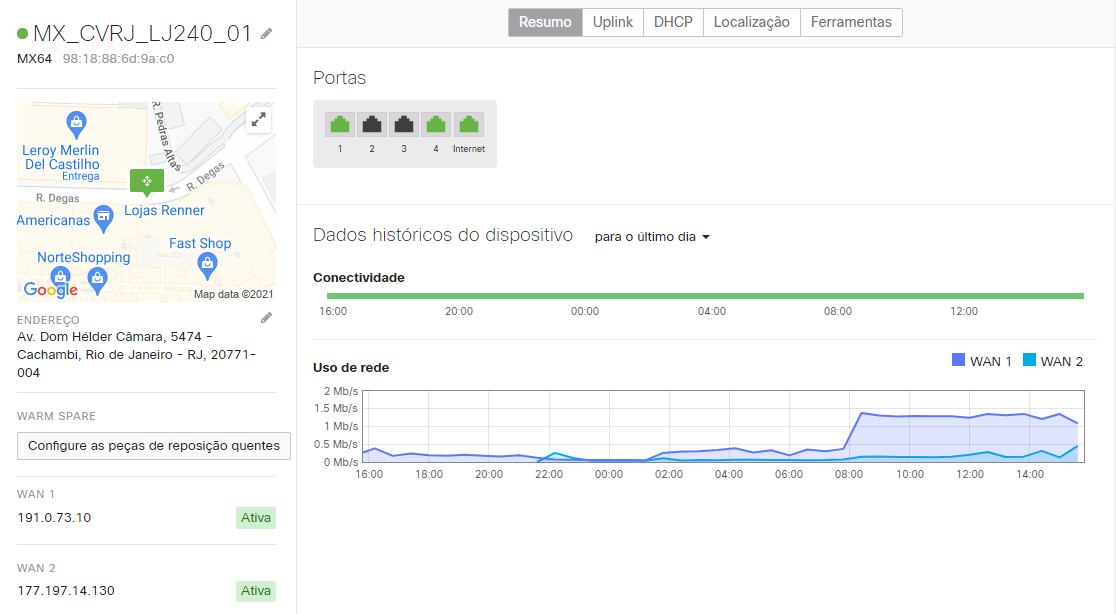 MX_CVRJ_LJ240_01
MX64 98:18:88:6d:9a:c0
R. Pedras Altas
Leroy Merlin
Del Castilho
Entrega
R. Degas
R. Degas
Lojas Renner
Americanas
Fast Shop
NorteShopping
Google
Map data ©2021
ENDEREÇO
Av. Dom Hélder Câmara, 5474 -
Cachambi, Rio de Janeiro - RJ, 20771-
004
WARM SPARE
Configure as peças de reposição quentes
WAN 1
191.0.73.10 Ativa
WAN 2
177.197.14.130 Ativa
Resumo Uplink DHCP Localização Ferramentas
Portas
1 2 3 4 Internet
Dados históricos do dispositivo para o último dia
Conectividade
16:00 20:00 00:00 04:00 08:00 12:00
Uso de rede
WAN 1 WAN 2
2 Mb/s
1.5 Mb/s
1 Mb/s
0.5 Mb/s
0 Mb/s
16:00 18:00 20:00 22:00 00:00 02:00 04:00 06:00 08:00 10:00 12:00 14:00